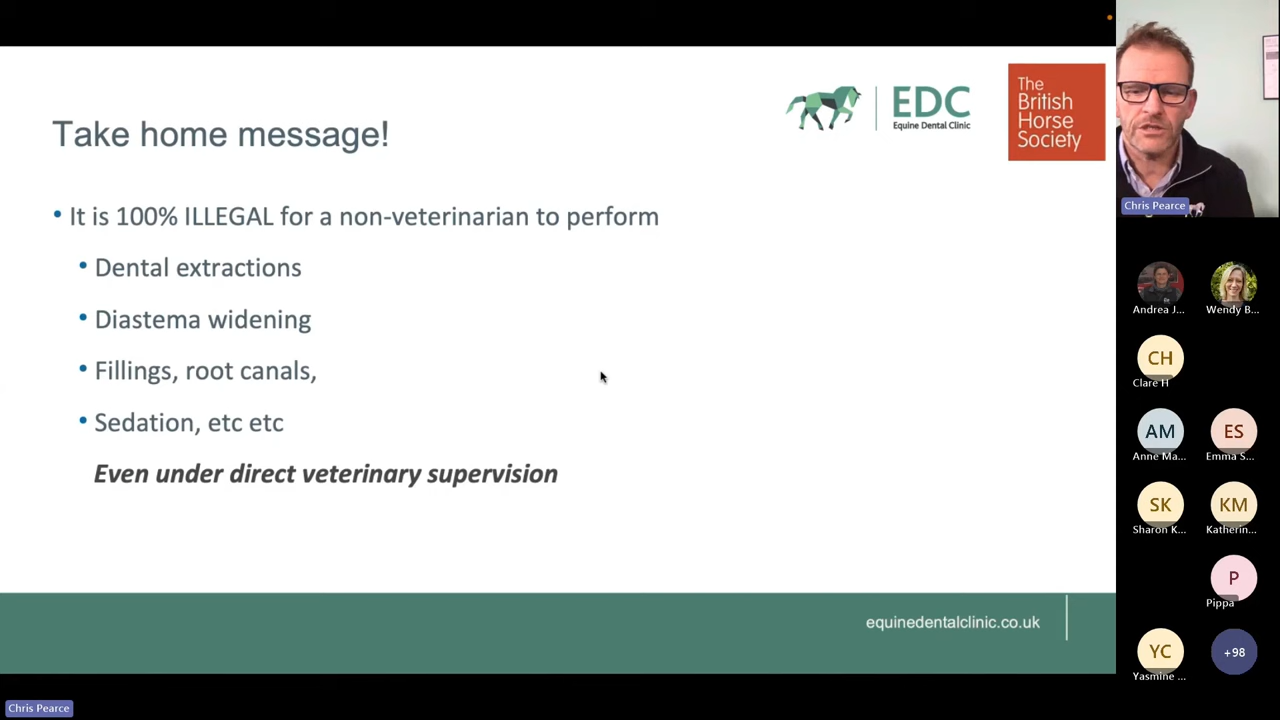 Take home message!
EDC
Equine Dental Clinic
The
British
Horse
Society
• It is 100% ILLEGAL for a non-veterinarian to perform
• Dental extractions
• Diastema widening
• Fillings, root canals,
• Sedation, etc etc
Even under direct veterinary supervision
equinedentalclinic.co.uk
Chris Pearce
Andrea J...
Wendy B...
CH
Clare H
AM
Anne Ma...
ES
Emma S...
SK
Sharon K...
KM
Katherin...
P
Pippa
YC
Yasmine ...
+98
Chris Pearce